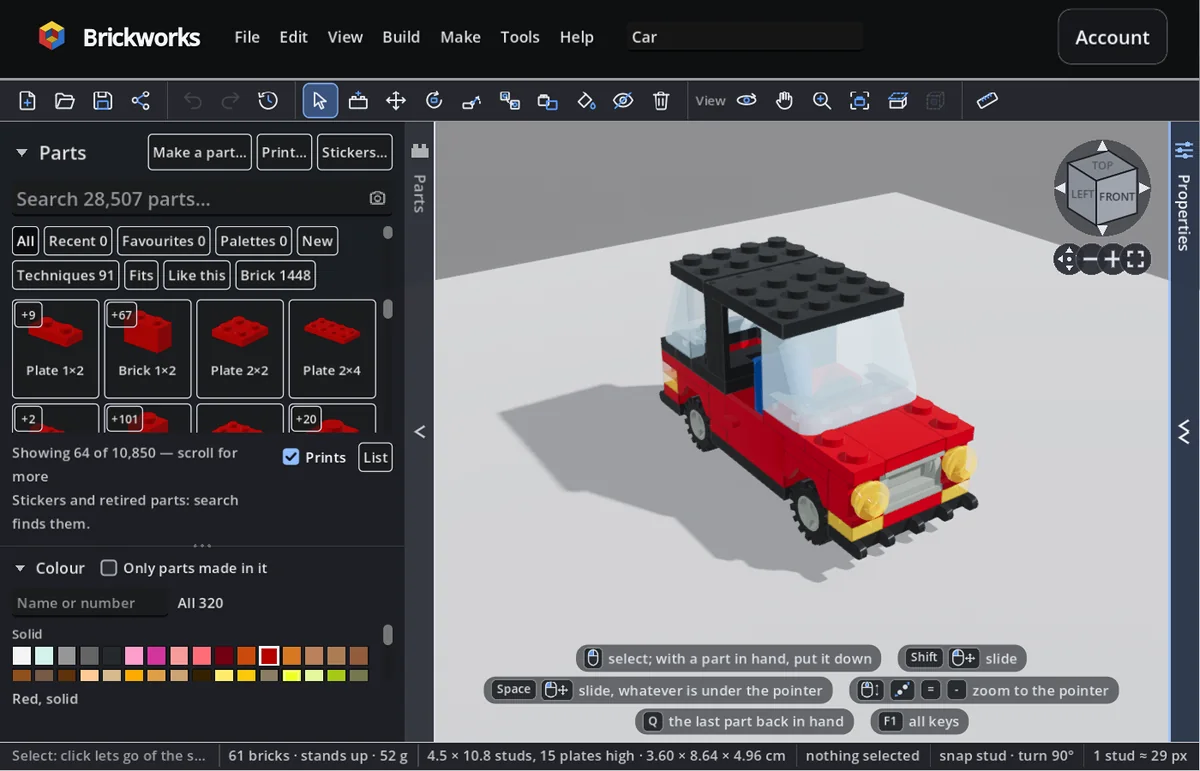 Brickworks File Edit View Build Make Tools Help Car Account
View
Parts Make a part... Print... Stickers...
Search 28,507 parts...
All Recent 0 Favourites 0 Palettes 0 New
Techniques 91 Fits Like this Brick 1448
+9 +67
Plate 1×2 Brick 1×2 Plate 2×2 Plate 2×4
+2 +101 +20
Showing 64 of 10,850 — scroll for more
Prints List
Stickers and retired parts: search finds them.
Colour Only parts made in it
Name or number All 320
Solid
Red, solid
Parts
TOP
LEFT FRONT
Properties
select; with a part in hand, put it down Shift slide
Space slide, whatever is under the pointer = - zoom to the pointer
Q the last part back in hand F1 all keys
Select: click lets go of the s... 61 bricks · stands up · 52 g 4.5 × 10.8 studs, 15 plates high · 3.60 × 8.64 × 4.96 cm nothing selected snap stud · turn 90° 1 stud ≈ 29 px